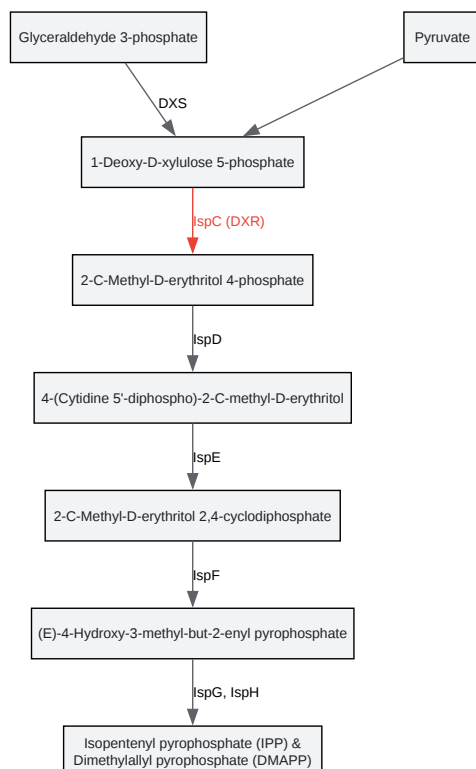 Glyceraldehyde 3-phosphate
Pyruvate
DXS
1-Deoxy-D-xylulose 5-phosphate
IspC (DXR)
2-C-Methyl-D-erythritol 4-phosphate
IspD
4-(Cytidine 5'-diphospho)-2-C-methyl-D-erythritol
IspE
2-C-Methyl-D-erythritol 2,4-cyclodiphosphate
IspF
(E)-4-Hydroxy-3-methyl-but-2-enyl pyrophosphate
IspG, IspH
Isopentenyl pyrophosphate (IPP) &
Dimethylallyl pyrophosphate (DMAPP)